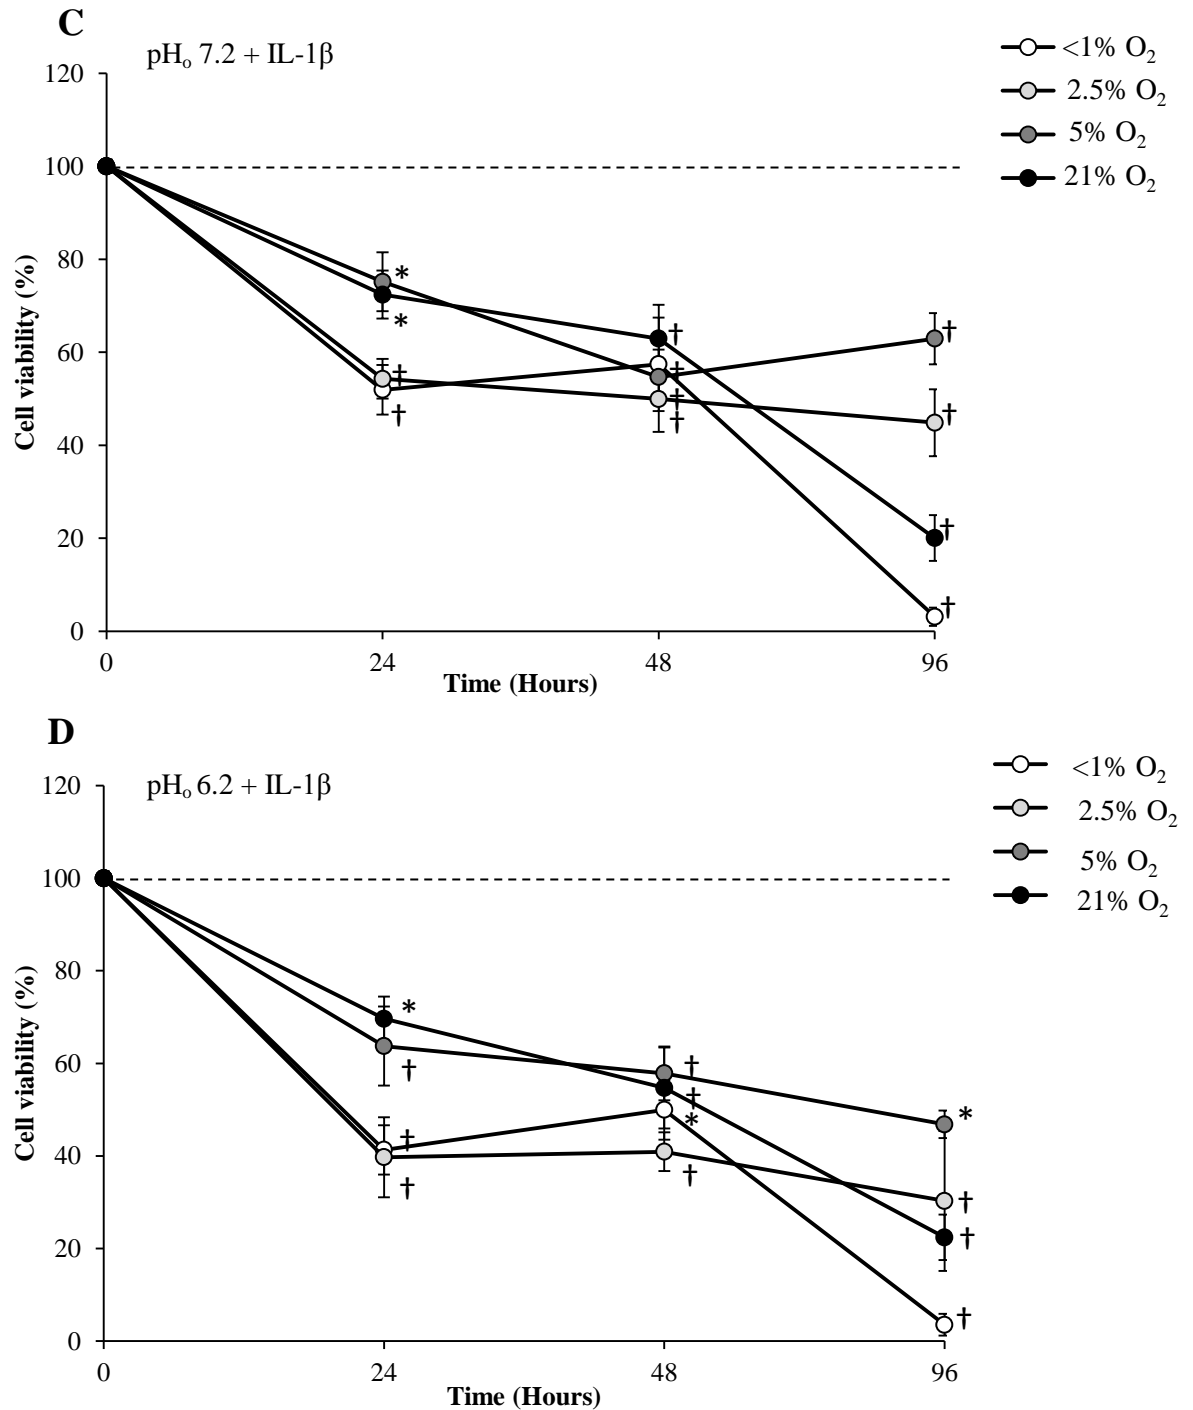 C
pHₒ 7.2 + IL-1β
<1% O₂
2.5% O₂
5% O₂
21% O₂
120
100
80
60
40
20
0
Cell viability (%)
*
*
†
†
†
†
†
†
†
†
†
†
0 24 48 96
Time (Hours)
D
pHₒ 6.2 + IL-1β
<1% O₂
2.5% O₂
5% O₂
21% O₂
120
100
80
60
40
20
0
Cell viability (%)
*
†
†
†
†
†
*
†
*
†
†
†
0 24 48 96
Time (Hours)